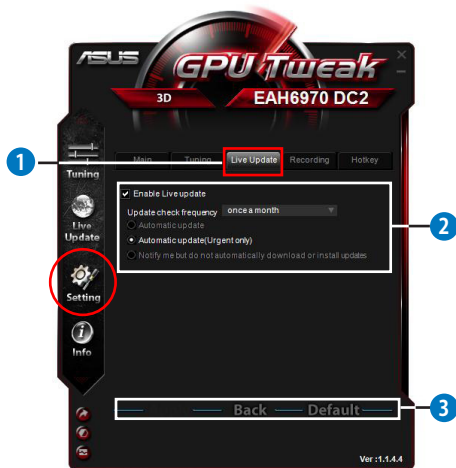 ASUS
GPU Tweak
3D
EAH6970 DC2
1
Main Tuning Live Update Recording Hotkey
Tuning
Enable Live update
Update check frequency once a month
Automatic update
Automatic update(Urgent only)
Notify me but do not automatically download or install updates
2
Live
Update
Setting
Info
Back Default
3
Ver :1.1.4.4